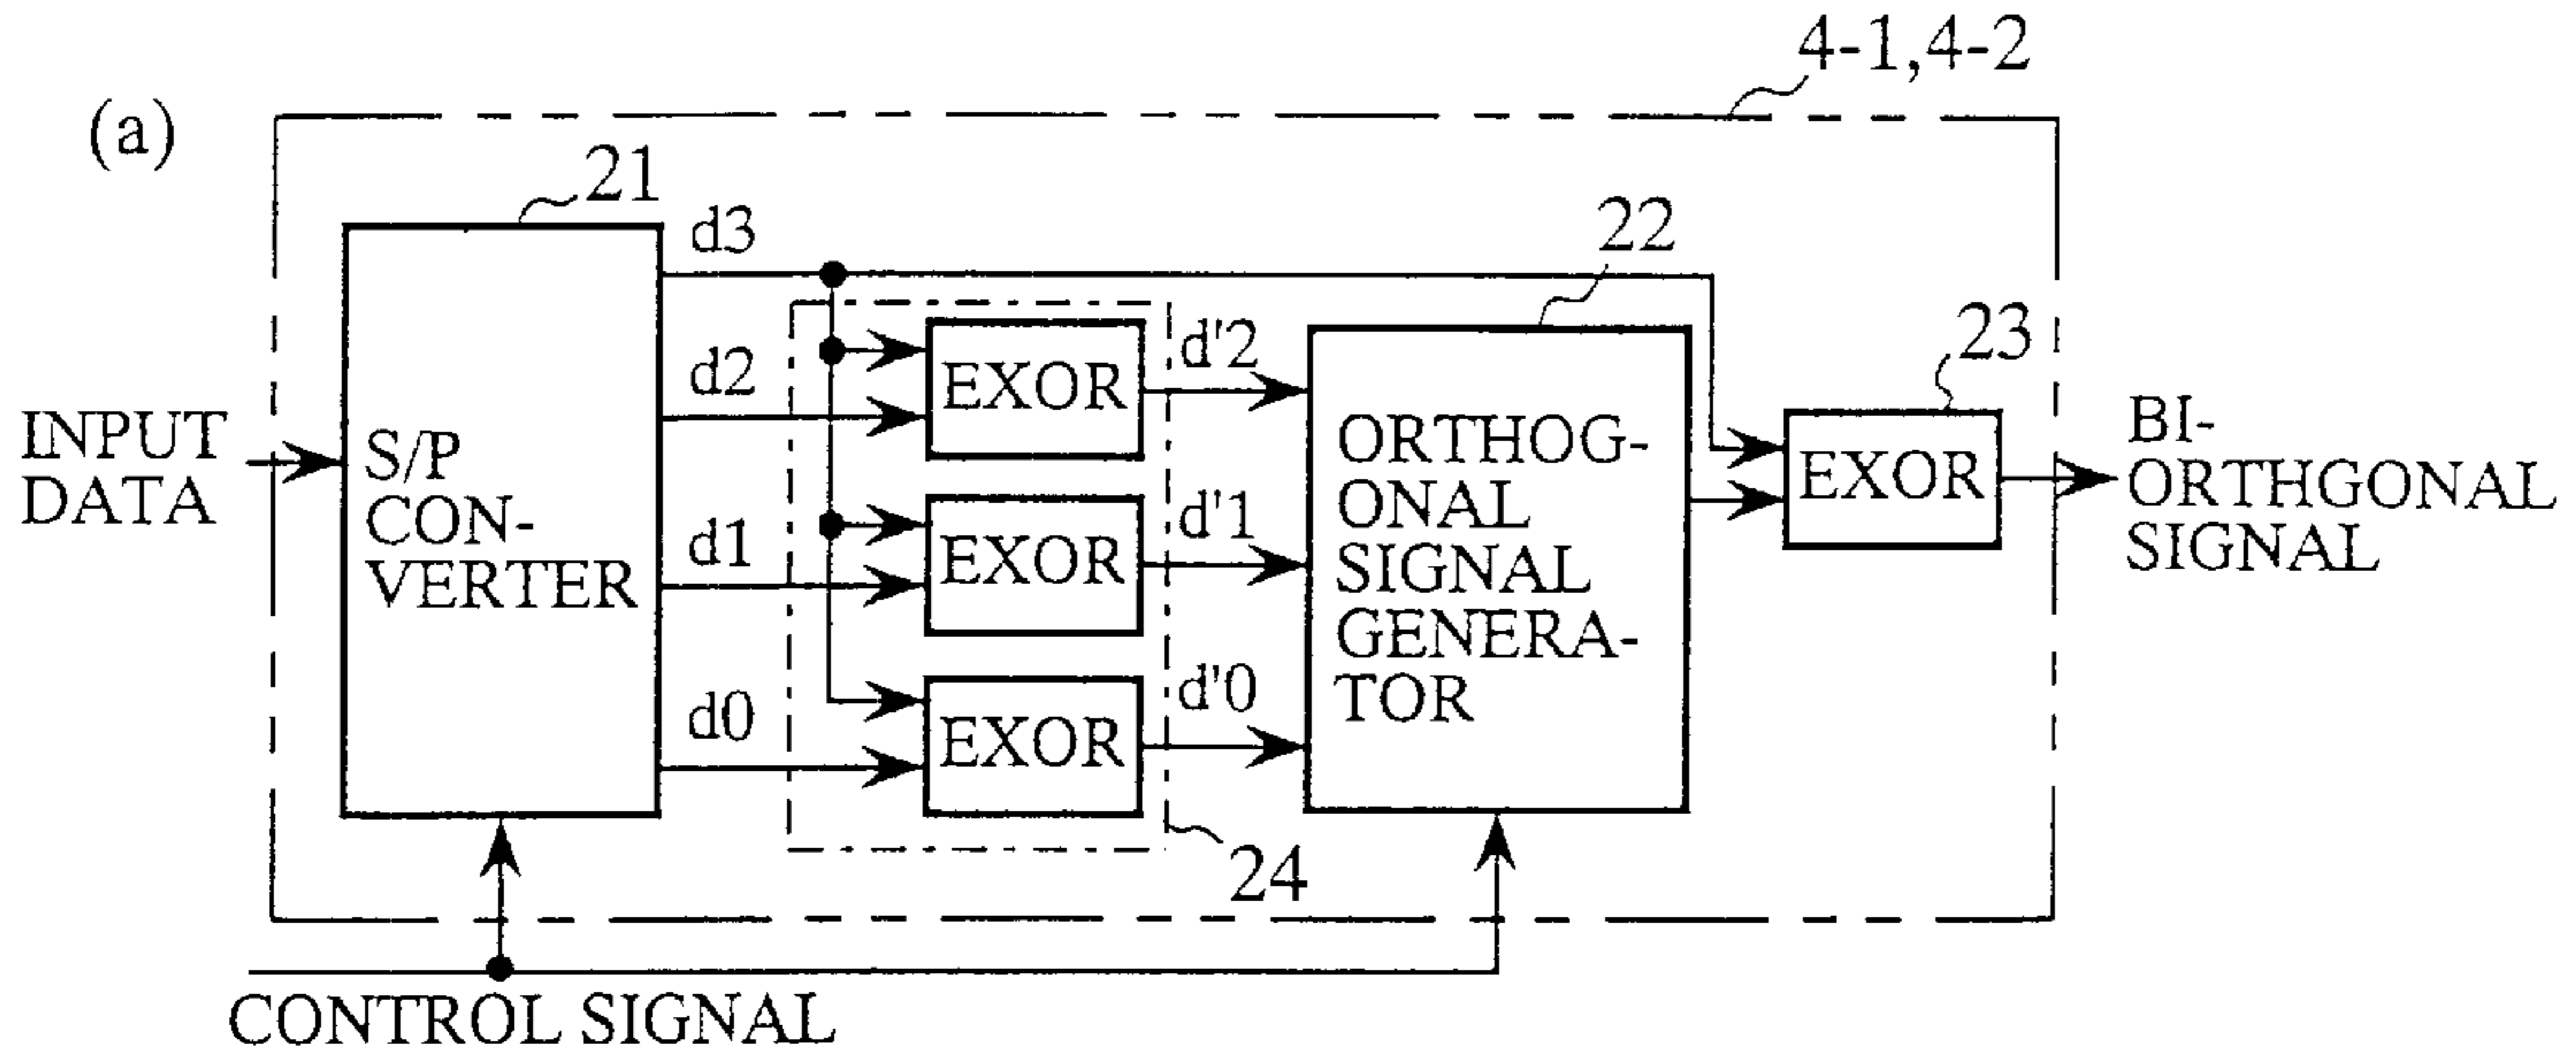 4-1,4-2
(a)
21
d3
22
d2
d'2
23
EXOR
INPUT
DATA
S/P
CON-
VERTER
ORTHOG-
ONAL
SIGNAL
GENERA-
TOR
EXOR
BI-
ORTHGONAL
SIGNAL
d1
d'1
EXOR
d0
d'0
EXOR
24
CONTROL SIGNAL